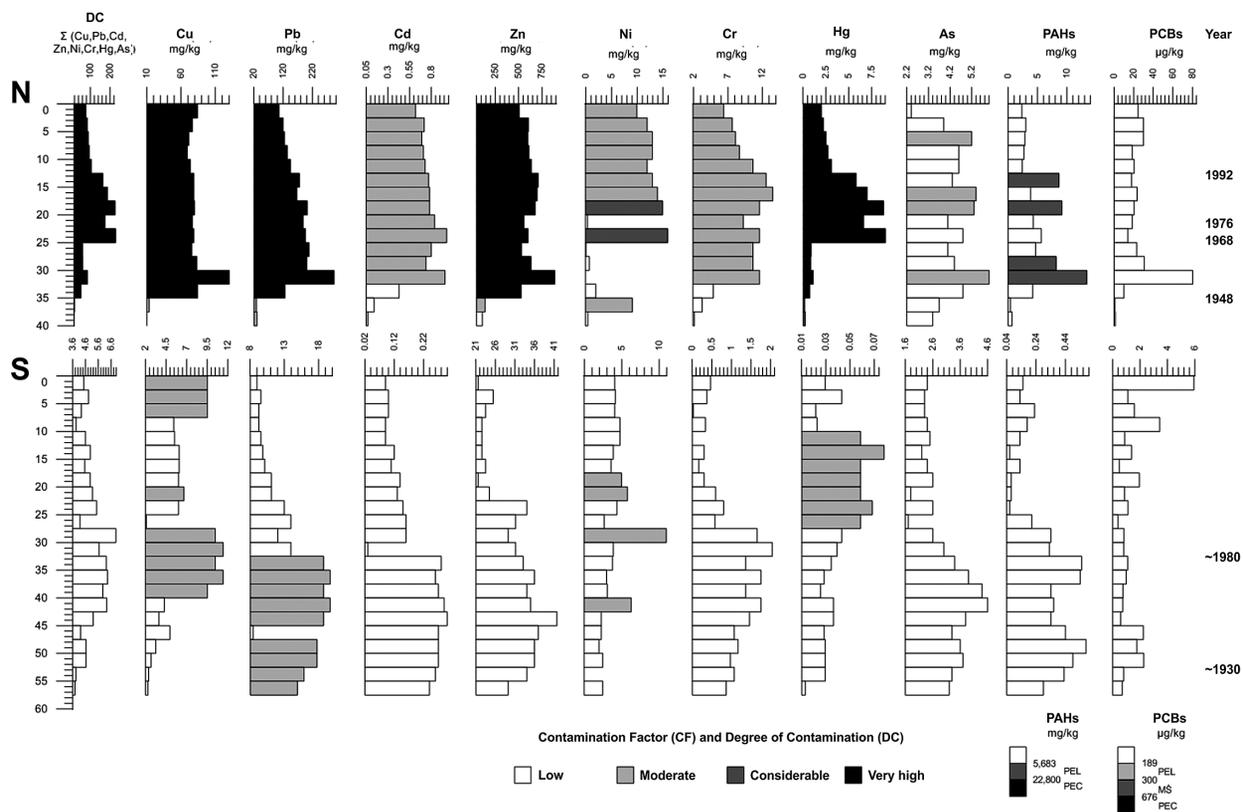 DC
Σ (Cu,Pb,Cd,
Zn,Ni,Cr,Hg,As)
Cu
mg/kg
Pb
mg/kg
Cd
mg/kg
Zn
mg/kg
Ni
mg/kg
Cr
mg/kg
Hg
mg/kg
As
mg/kg
PAHs
mg/kg
PCBs
µg/kg
Year
100 200
10 60 110
20 120 220
0.05 0.3 0.55 0.8
250 500 750
0 5 10 15
2 7 12
0 2.5 5 7.5
2.2 3.2 4.2 5.2
0 5 10
0 20 40 60 80
N
0
5
10
15
20
25
30
35
40
1992
1976
1968
1948
3.6 4.6 5.6 6.6
2 4.5 7 9.5 12
8 13 18
0.02 0.12 0.22
21 26 31 36 41
0 5 10
0 0.5 1 1.5 2
0.01 0.03 0.05 0.07
1.6 2.6 3.6 4.6
0.04 0.24 0.44
0 2 4 6
S
0
5
10
15
20
25
30
35
40
45
50
55
60
~1980
~1930
Contamination Factor (CF) and Degree of Contamination (DC)
Low Moderate Considerable Very high
PAHs
mg/kg
5,683 PEL
22,800 PEC
PCBs
µg/kg
189 PEL
300 MŚ
676 PEC